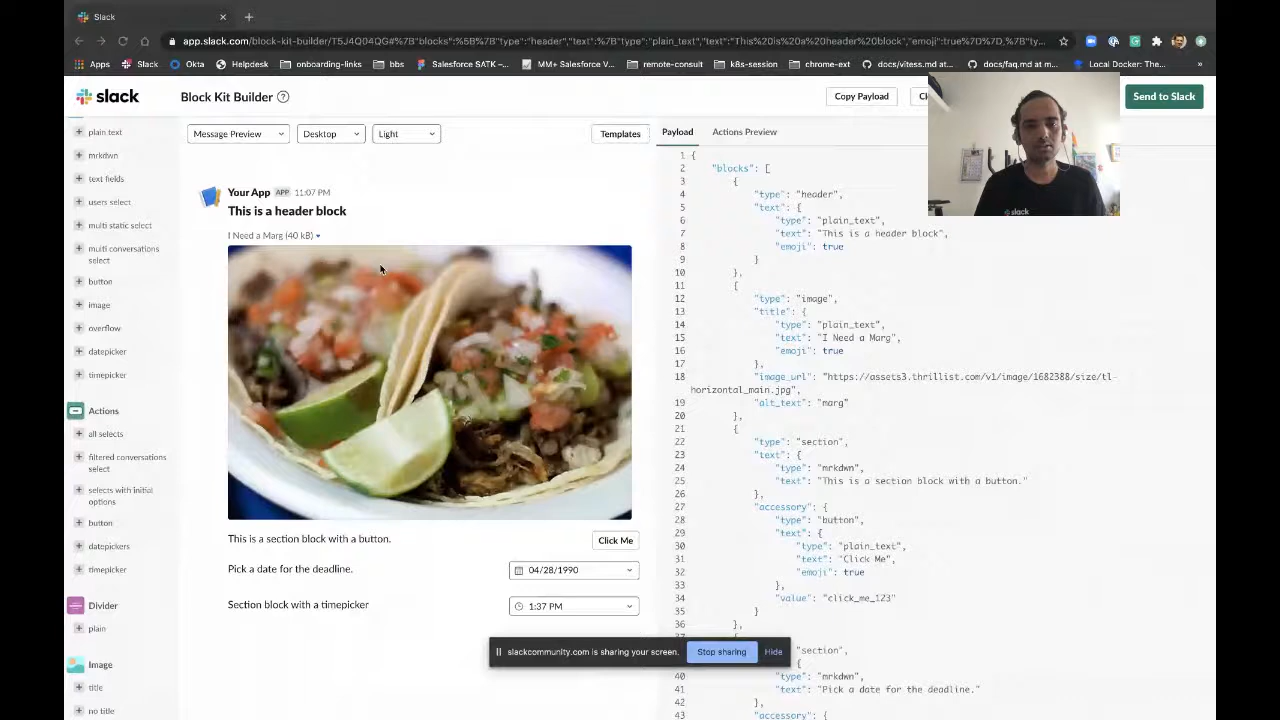 Slack
app.slack.com/block-kit-builder/T5J4Q04QG#%7B"blocks":%5B%7B"type":"header","text":%7B"type":"plain_text","text":"This%20is%20a%20header%20block","emoji":true%7D%7D,%7B"ty...
Apps Slack Okta Helpdesk onboarding-links bbs Salesforce SATK –... MM+ Salesforce V... remote-consult k8s-session chrome-ext docs/vitess.md at m... docs/faq.md at m... Local Docker: The... »
slack
Block Kit Builder ?
Copy Payload
Send to Slack
plain text
mrkdwn
text fields
users select
multi static select
multi conversations
select
button
image
overflow
datepicker
timepicker
Actions
all selects
filtered conversations
select
selects with initial
options
button
datepickers
timepicker
Divider
plain
Image
title
no title
Message Preview
Desktop
Light
Templates
Your App APP 11:07 PM
This is a header block
I Need a Marg (40 kB)
This is a section block with a button.
Click Me
Pick a date for the deadline.
04/28/1990
Section block with a timepicker
1:37 PM
slackcommunity.com is sharing your screen.
Stop sharing
Hide
Payload
Actions Preview
1 {
2 "blocks": [
3 {
4 "type": "header",
5 "text": {
6 "type": "plain_text",
7 "text": "This is a header block",
8 "emoji": true
9 }
10 },
11 {
12 "type": "image",
13 "title": {
14 "type": "plain_text",
15 "text": "I Need a Marg",
16 "emoji": true
17 },
18 "image_url": "https://assets3.thrillist.com/v1/image/1682388/size/tl-
horizontal_main.jpg",
19 "alt_text": "marg"
20 },
21 {
22 "type": "section",
23 "text": {
24 "type": "mrkdwn",
25 "text": "This is a section block with a button."
26 },
27 "accessory": {
28 "type": "button",
29 "text": {
30 "type": "plain_text",
31 "text": "Click Me",
32 "emoji": true
33 },
34 "value": "click_me_123"
35 }
36 },
"section",
{
40 "type": "mrkdwn",
41 "text": "Pick a date for the deadline."
42 },
43 "accessory": {
slack